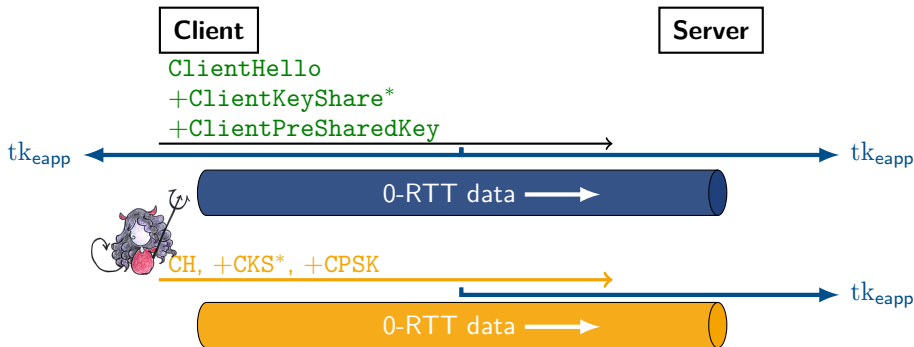 Client
Server
ClientHello
+ClientKeyShare*
+ClientPreSharedKey
tk_eapp
tk_eapp
0-RTT data
CH, +CKS*, +CPSK
tk_eapp
0-RTT data